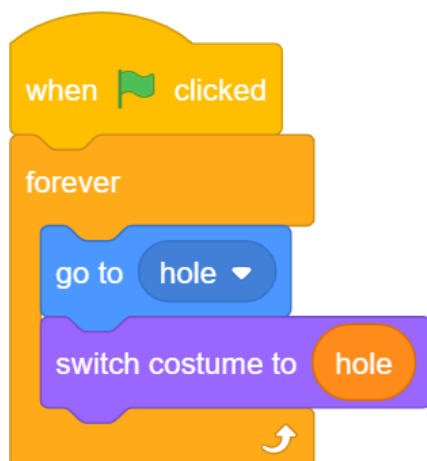 when clicked
forever
go to hole
switch costume to hole